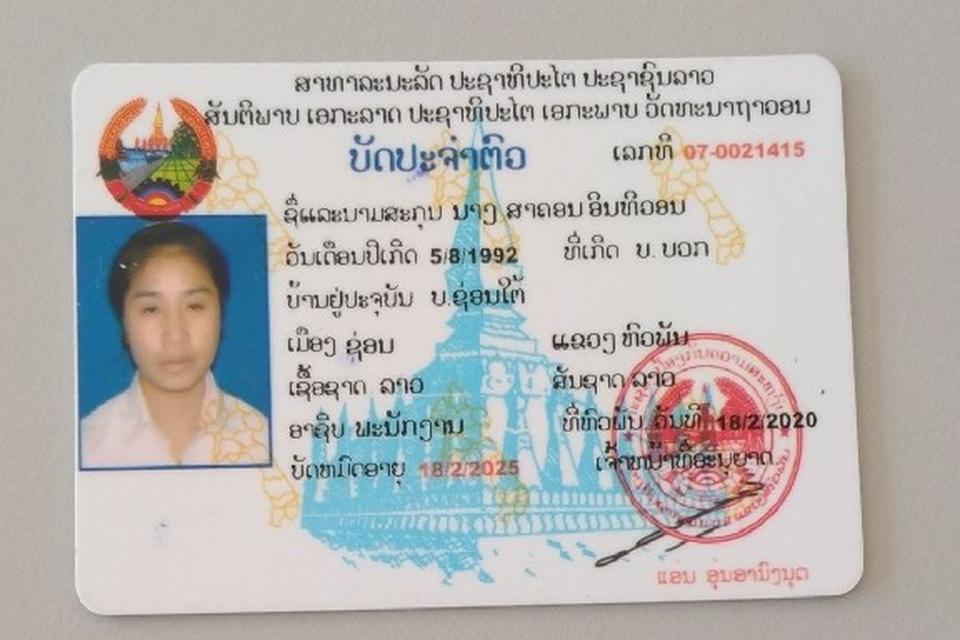 ສາທາລະນະລັດ ປະຊາທິປະໄຕ ປະຊາຊົນລາວ
ສັນຕິພາບ ເອກະລາດ ປະຊາທິປະໄຕ ເອກະພາບ ວັດທະນາຖາວອນ
ບັດປະຈຳຕົວ
ເລກທີ 07-0021415
ຊື່ແລະນາມສະກຸນ ນາງ ສາຄອນ ອິນທິວອນ
ວັນເດືອນປີເກີດ 5/8/1992 ທີ່ເກີດ ບ. ບວກ
ບ້ານຢູ່ປະຈຸບັນ ບ.ຊ່ອນໃຕ້
ເມືອງ ຊ່ອນ ແຂວງ ຫົວພັນ
ເຊື້ອຊາດ ລາວ ສັນຊາດ ລາວ
ອາຊີບ ພະນັກງານ ທີ່ຫົວພັນ, ວັນທີ 18/2/2020
ບັດຫມົດອາຍຸ 18/2/2025 ເຈົ້າຫນ້າທີ່ອະນຸຍາດ
ແອນ ອຸ່ນອານົງນຸດ